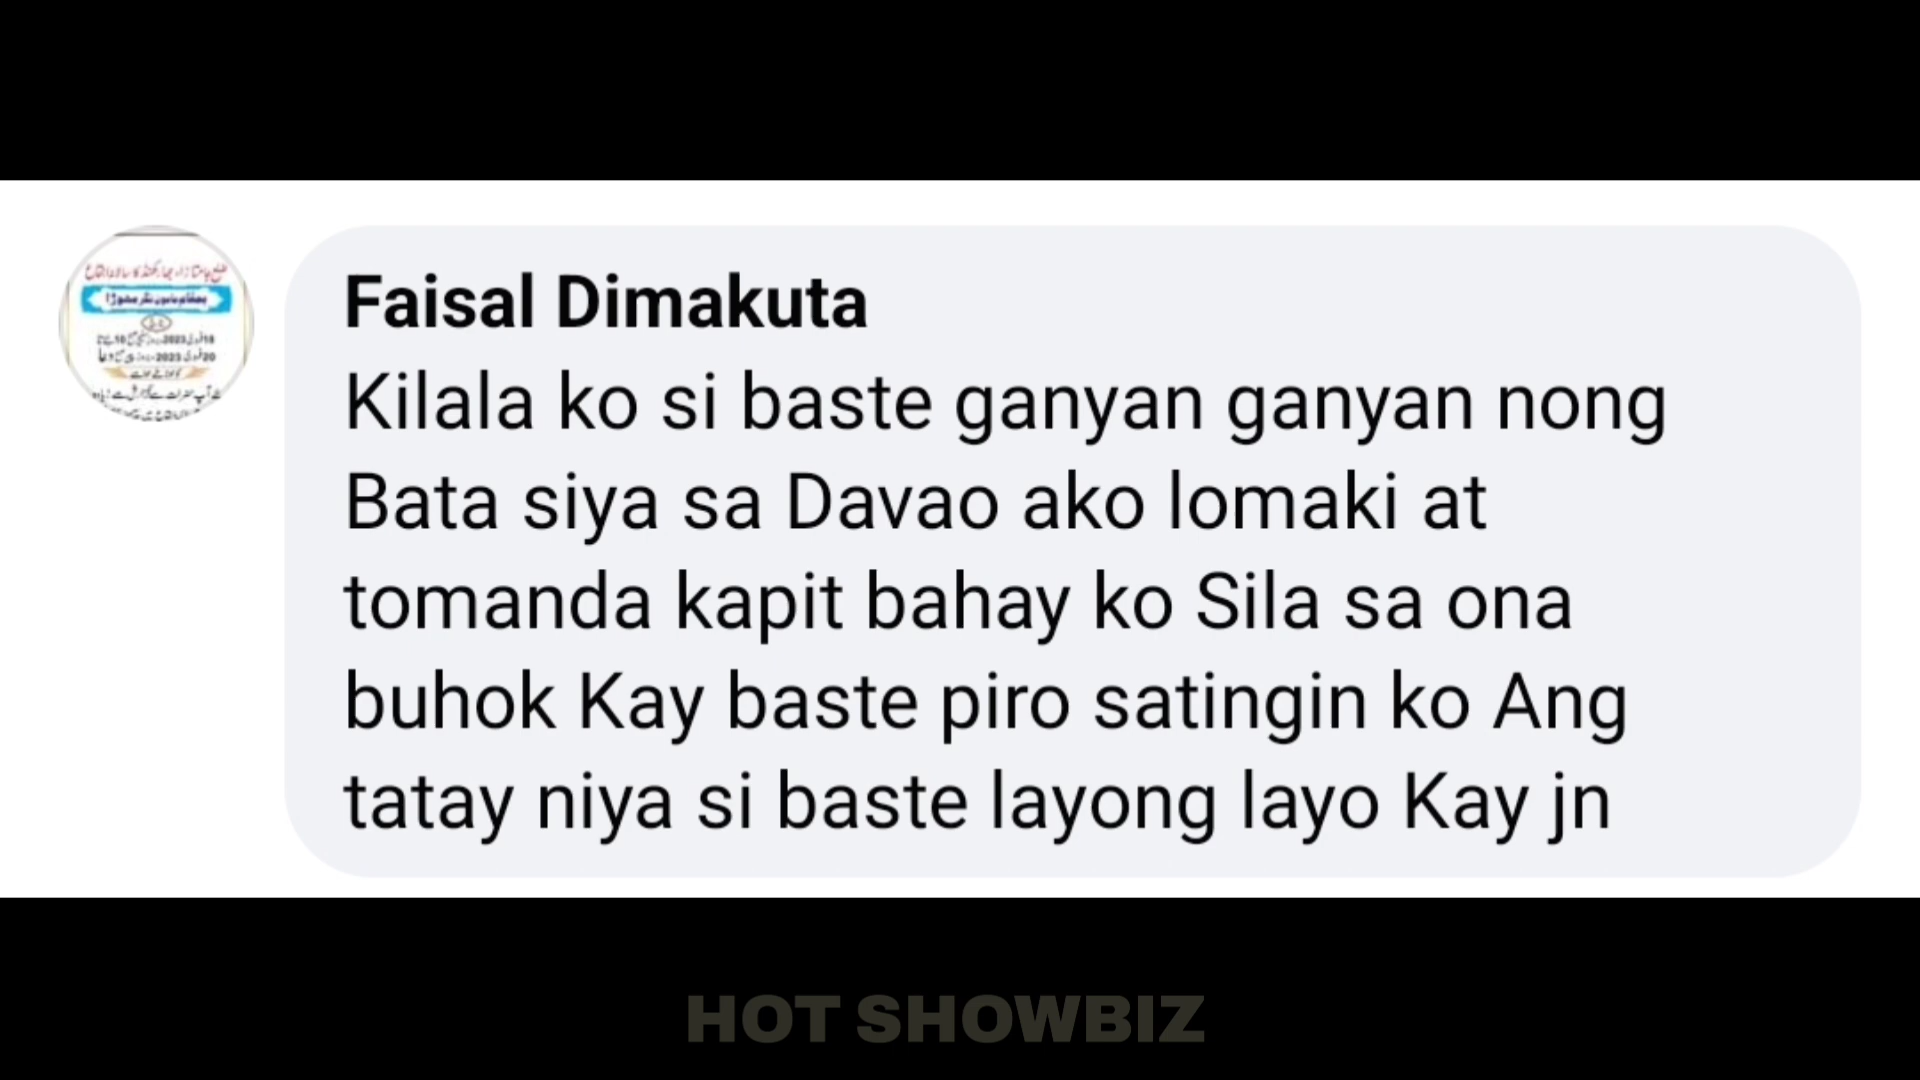 Faisal Dimakuta
Kilala ko si baste ganyan ganyan nong
Bata siya sa Davao ako lomaki at
tomanda kapit bahay ko Sila sa ona
buhok Kay baste piro satingin ko Ang
tatay niya si baste layong layo Kay jn
HOT SHOWBIZ